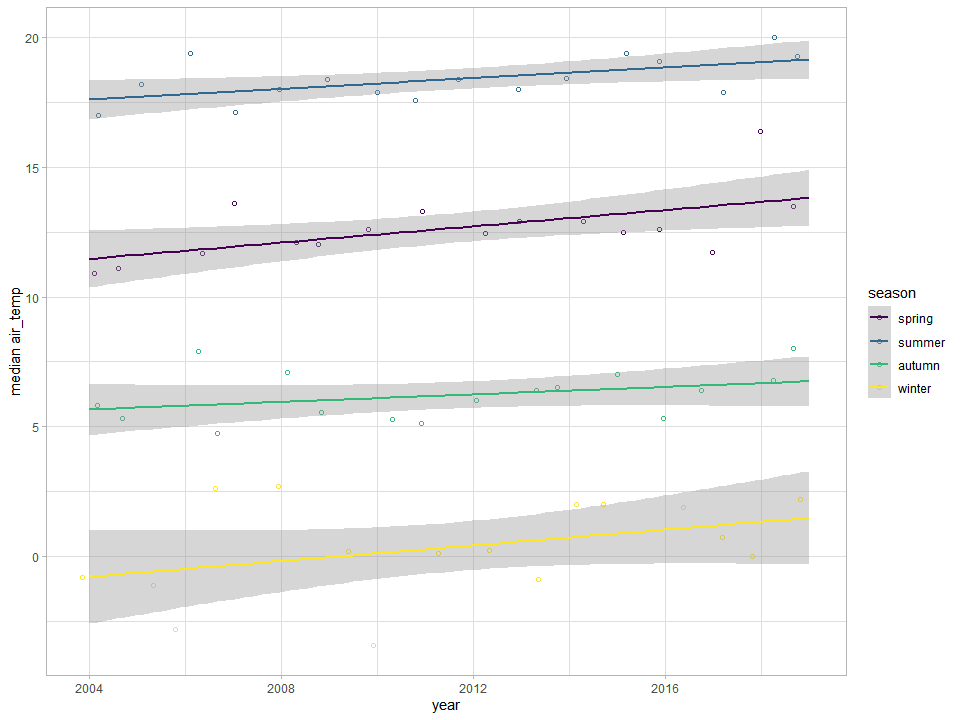 20
15
10
5
0
median air_temp
2004 2008 2012 2016
year
season
spring
summer
autumn
winter